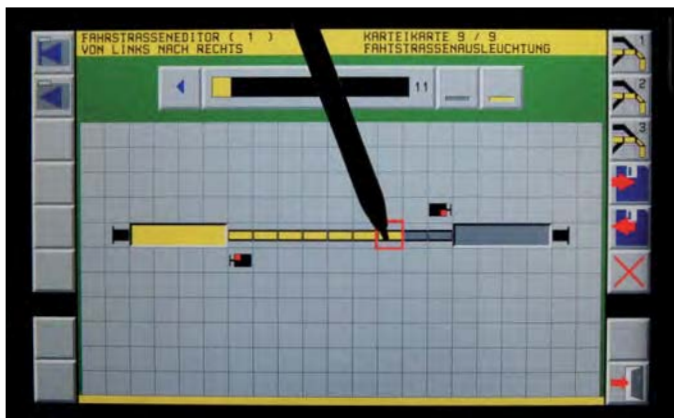 FAHRSTRASSENEDITOR ( 1 )
VON LINKS NACH RECHTS
KARTEIKARTE 9 / 9
FAHTSTRASSENAUSLEUCHTUNG
11
1
2
3